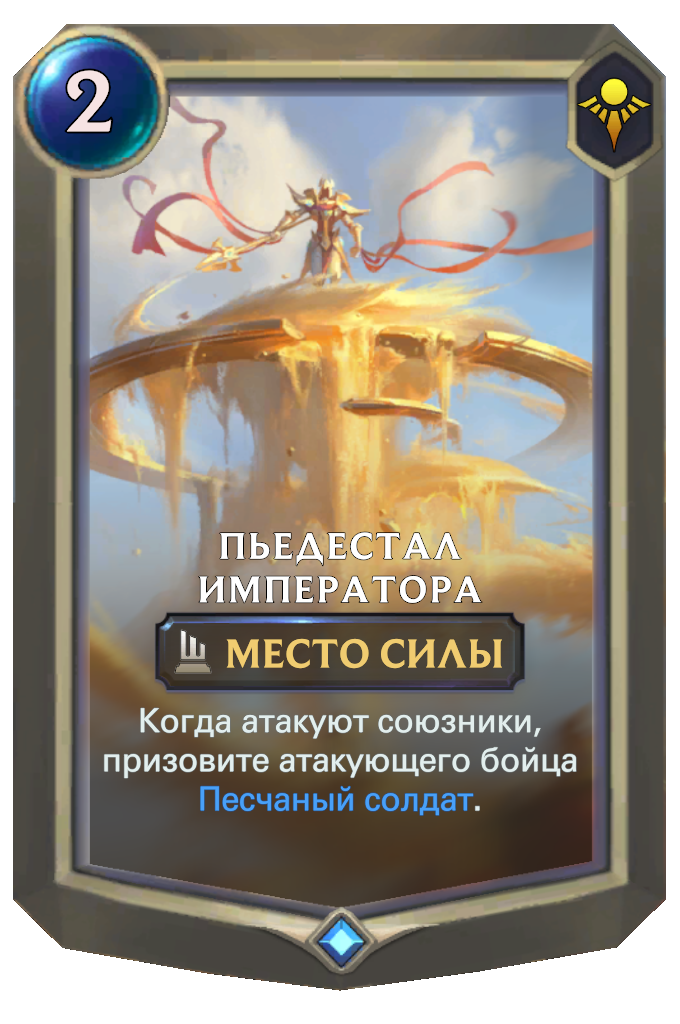 2
ПЬЕДЕСТАЛ
ИМПЕРАТОРА
МЕСТО СИЛЫ
Когда атакуют союзники,
призовите атакующего бойца
Песчаный солдат.